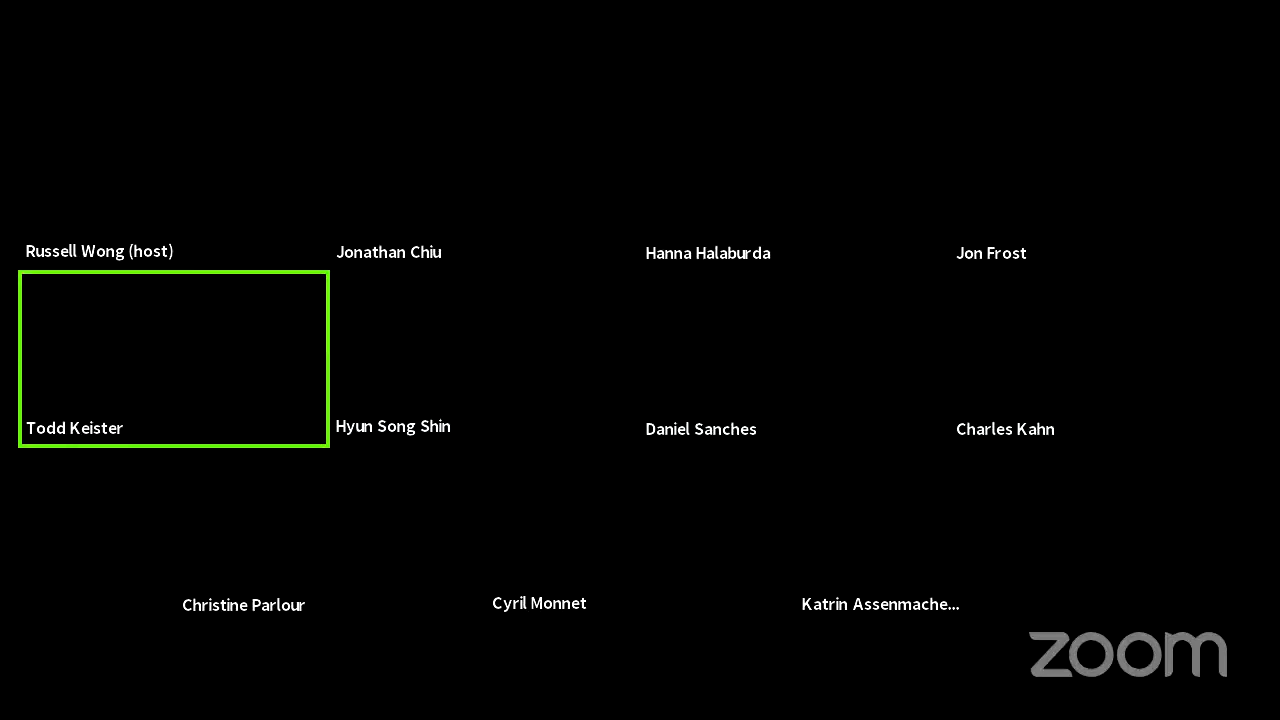 Russell Wong (host)
Jonathan Chiu
Hanna Halaburda
Jon Frost
Todd Keister
Hyun Song Shin
Daniel Sanches
Charles Kahn
Christine Parlour
Cyril Monnet
Katrin Assenmache...
zoom